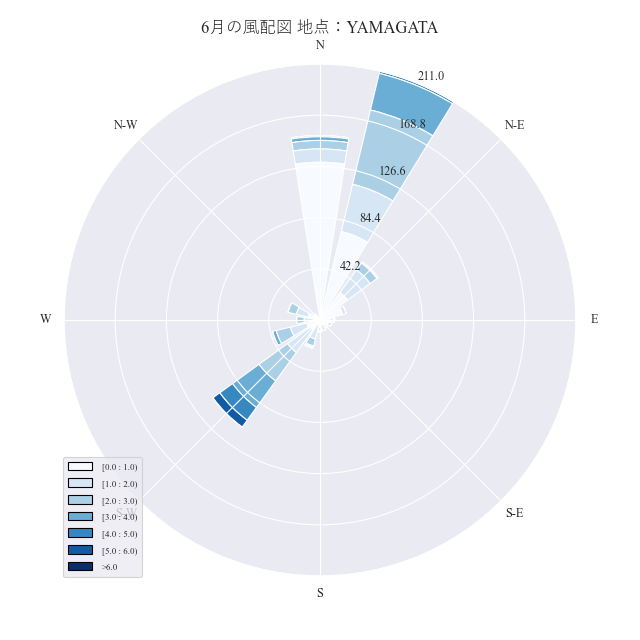 6月の風配図 地点：YAMAGATA
N
211.0
N-W
168.8
N-E
126.6
84.4
42.2
W
E
[0.0 : 1.0)
[1.0 : 2.0)
[2.0 : 3.0)
S-W
[3.0 : 4.0)
S-E
[4.0 : 5.0)
[5.0 : 6.0)
>6.0
S